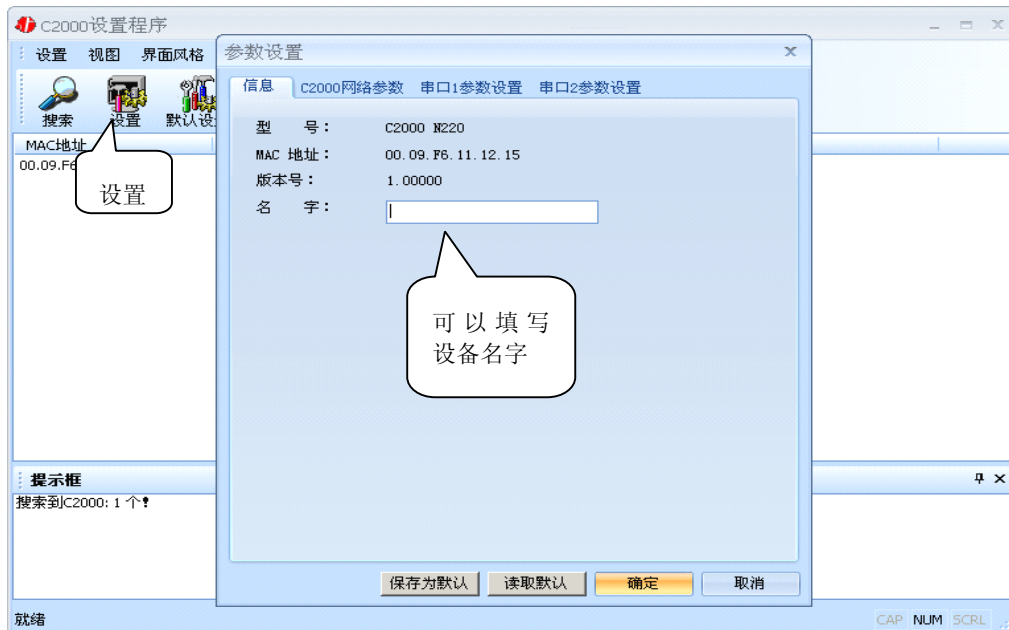 C2000设置程序
设置 视图 界面风格
搜索 设置 默认设
MAC地址
00.09.F6
设置
参数设置
信息 C2000网络参数 串口1参数设置 串口2参数设置
型 号： C2000 N220
MAC 地址： 00.09.F6.11.12.15
版本号： 1.00000
名 字：
可以填写
设备名字
保存为默认 读取默认 确定 取消
提示框
搜索到C2000: 1 个!
就绪
CAP NUM SCRL